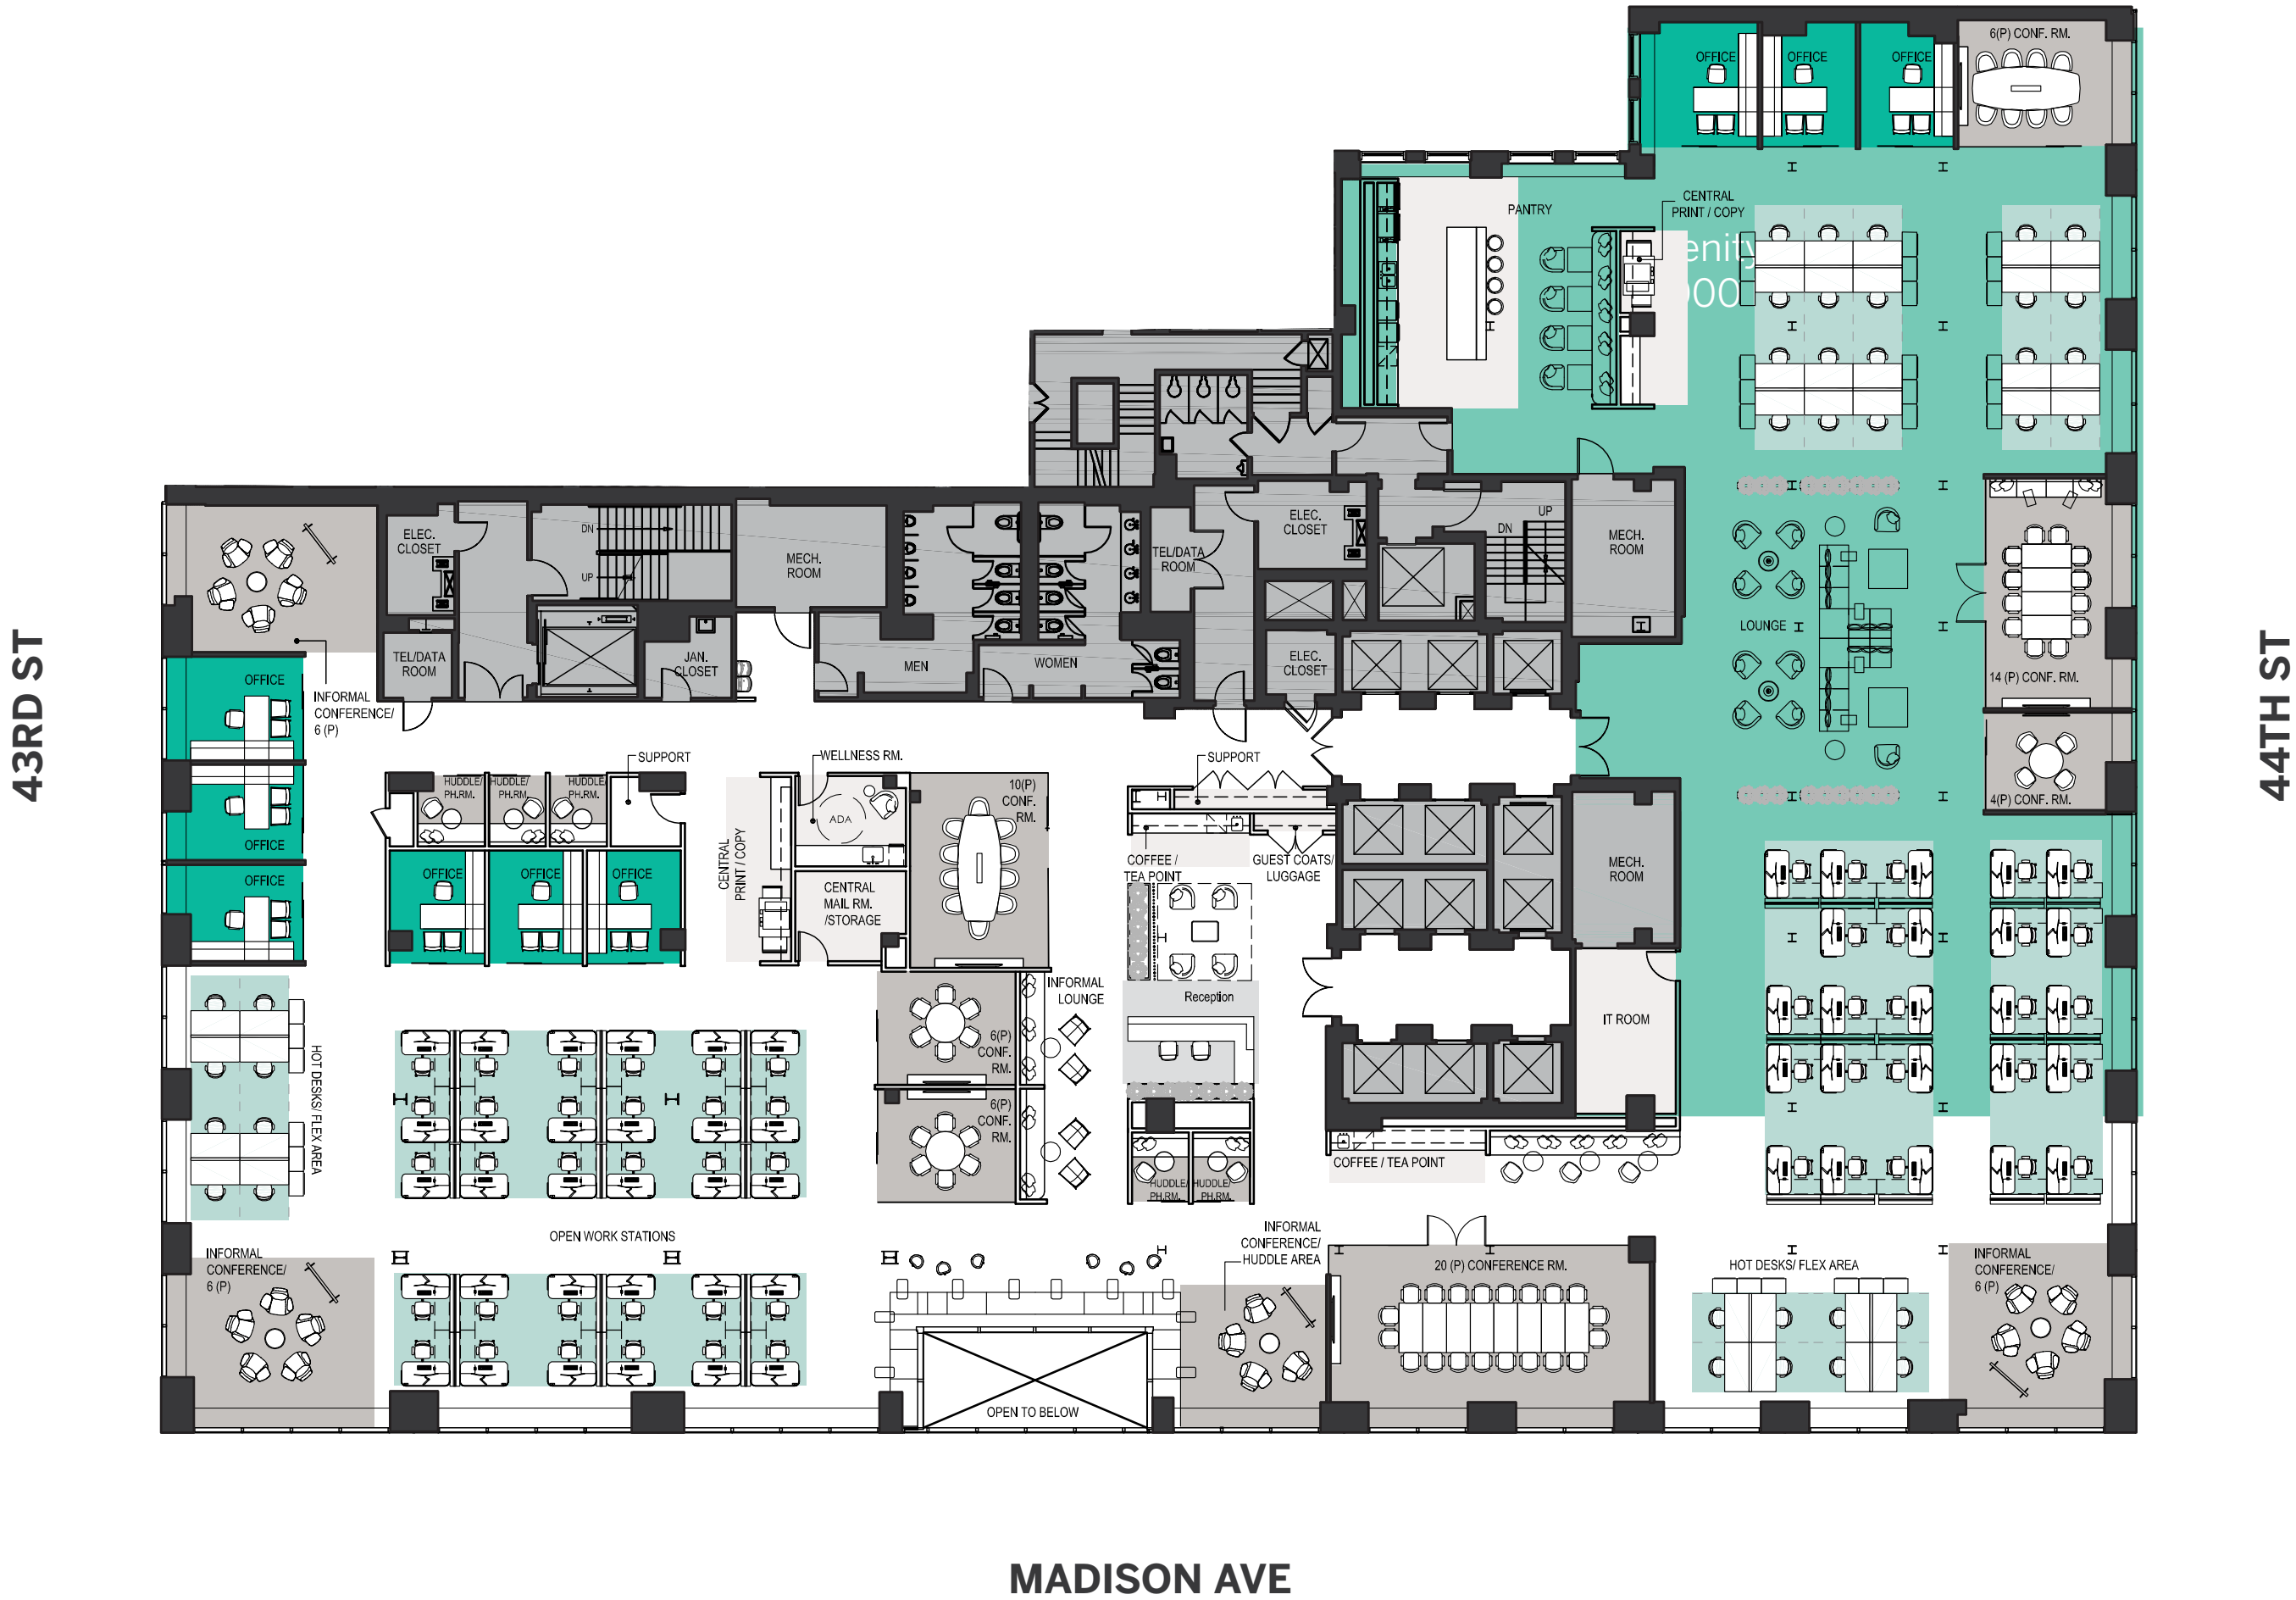 6(P) CONF. RM.
OFFICE
OFFICE
OFFICE
CENTRAL
PRINT / COPY
PANTRY
enity
000
ELEC.
CLOSET
DN
UP
MECH.
ROOM
TEL/DATA
ROOM
ELEC.
CLOSET
DN
UP
MECH.
ROOM
LOUNGE
14 (P) CONF. RM.
4(P) CONF. RM.
TEL/DATA
ROOM
JAN.
CLOSET
MEN
WOMEN
ELEC.
CLOSET
OFFICE
INFORMAL
CONFERENCE/
6 (P)
OFFICE
OFFICE
SUPPORT
HUDDLE/
PH.RM.
HUDDLE/
PH.RM.
HUDDLE/
PH.RM.
OFFICE
OFFICE
OFFICE
CENTRAL
PRINT / COPY
WELLNESS RM.
ADA
CENTRAL
MAIL RM.
/STORAGE
10(P)
CONF.
RM.
SUPPORT
COFFEE /
TEA POINT
GUEST COATS/
LUGGAGE
MECH.
ROOM
INFORMAL
LOUNGE
Reception
IT ROOM
6(P)
CONF.
RM.
6(P)
CONF.
RM.
HOT DESKS/ FLEX AREA
HUDDLE/
PH.RM.
HUDDLE/
PH.RM.
COFFEE / TEA POINT
OPEN WORK STATIONS
INFORMAL
CONFERENCE/
6 (P)
INFORMAL
CONFERENCE/
HUDDLE AREA
20 (P) CONFERENCE RM.
HOT DESKS/ FLEX AREA
INFORMAL
CONFERENCE/
6 (P)
OPEN TO BELOW
43RD ST
44TH ST
MADISON AVE